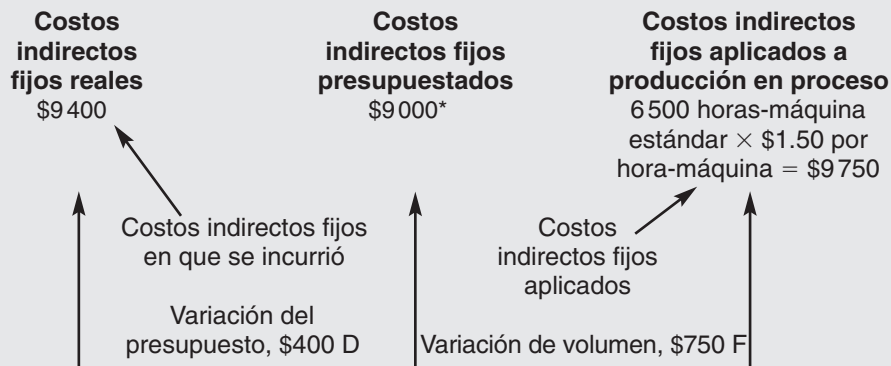 Costos
indirectos
fijos reales
$9 400
Costos
indirectos fijos
presupuestados
$9 000*
Costos indirectos
fijos aplicados a
producción en proceso
6 500 horas-máquina
estándar × $1.50 por
hora-máquina = $9 750
Costos indirectos fijos
en que se incurrió
Costos
indirectos fijos
aplicados
Variación del
presupuesto, $400 D
Variación de volumen, $750 F